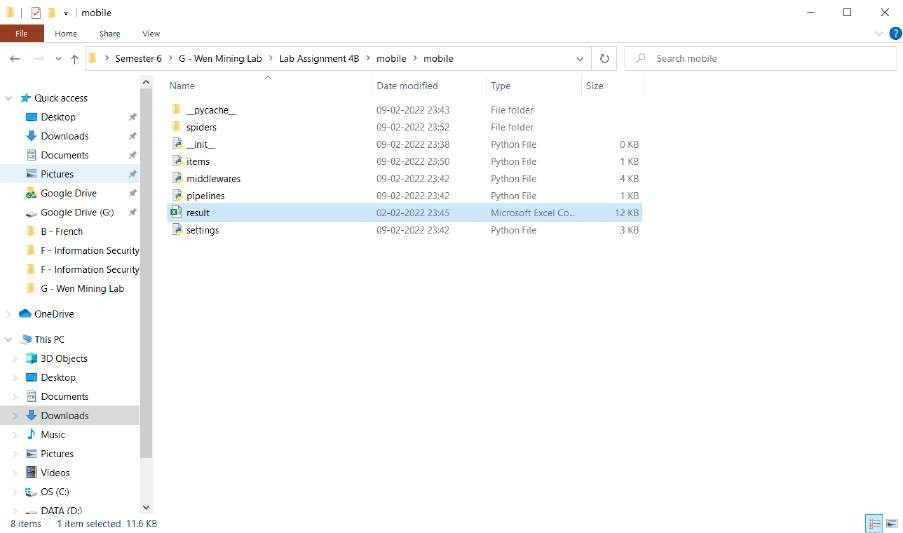 mobile
File Home Share View
Semester 6 G - Wen Mining Lab Lab Assignment 4B mobile mobile
Search mobile
Name Date modified Type Size
Quick access
Desktop
Downloads
Documents
Pictures
Google Drive
Google Drive (G:)
B - French
F - Information Security
F - Information Security
G - Wen Mining Lab
OneDrive
This PC
3D Objects
Desktop
Documents
Downloads
Music
Pictures
Videos
OS (C:)
DATA (D:)
__pycache__ 09-02-2022 23:43 File folder
spiders 09-02-2022 23:52 File folder
__init__ 09-02-2022 23:38 Python File 0 KB
items 09-02-2022 23:50 Python File 1 KB
middlewares 09-02-2022 23:42 Python File 4 KB
pipelines 09-02-2022 23:42 Python File 1 KB
result 02-02-2022 23:45 Microsoft Excel Co... 12 KB
settings 09-02-2022 23:42 Python File 3 KB
8 items 1 item selected 11.6 KB